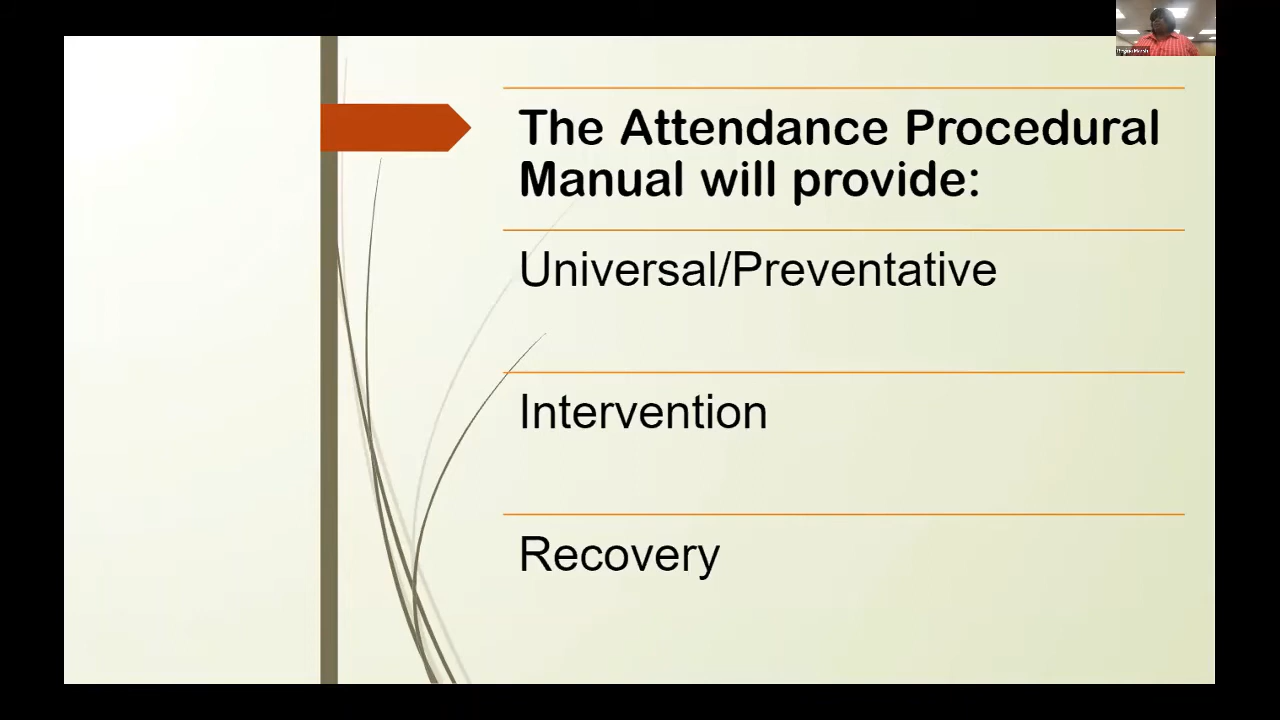 The Attendance Procedural
Manual will provide:
Universal/Preventative
Intervention
Recovery